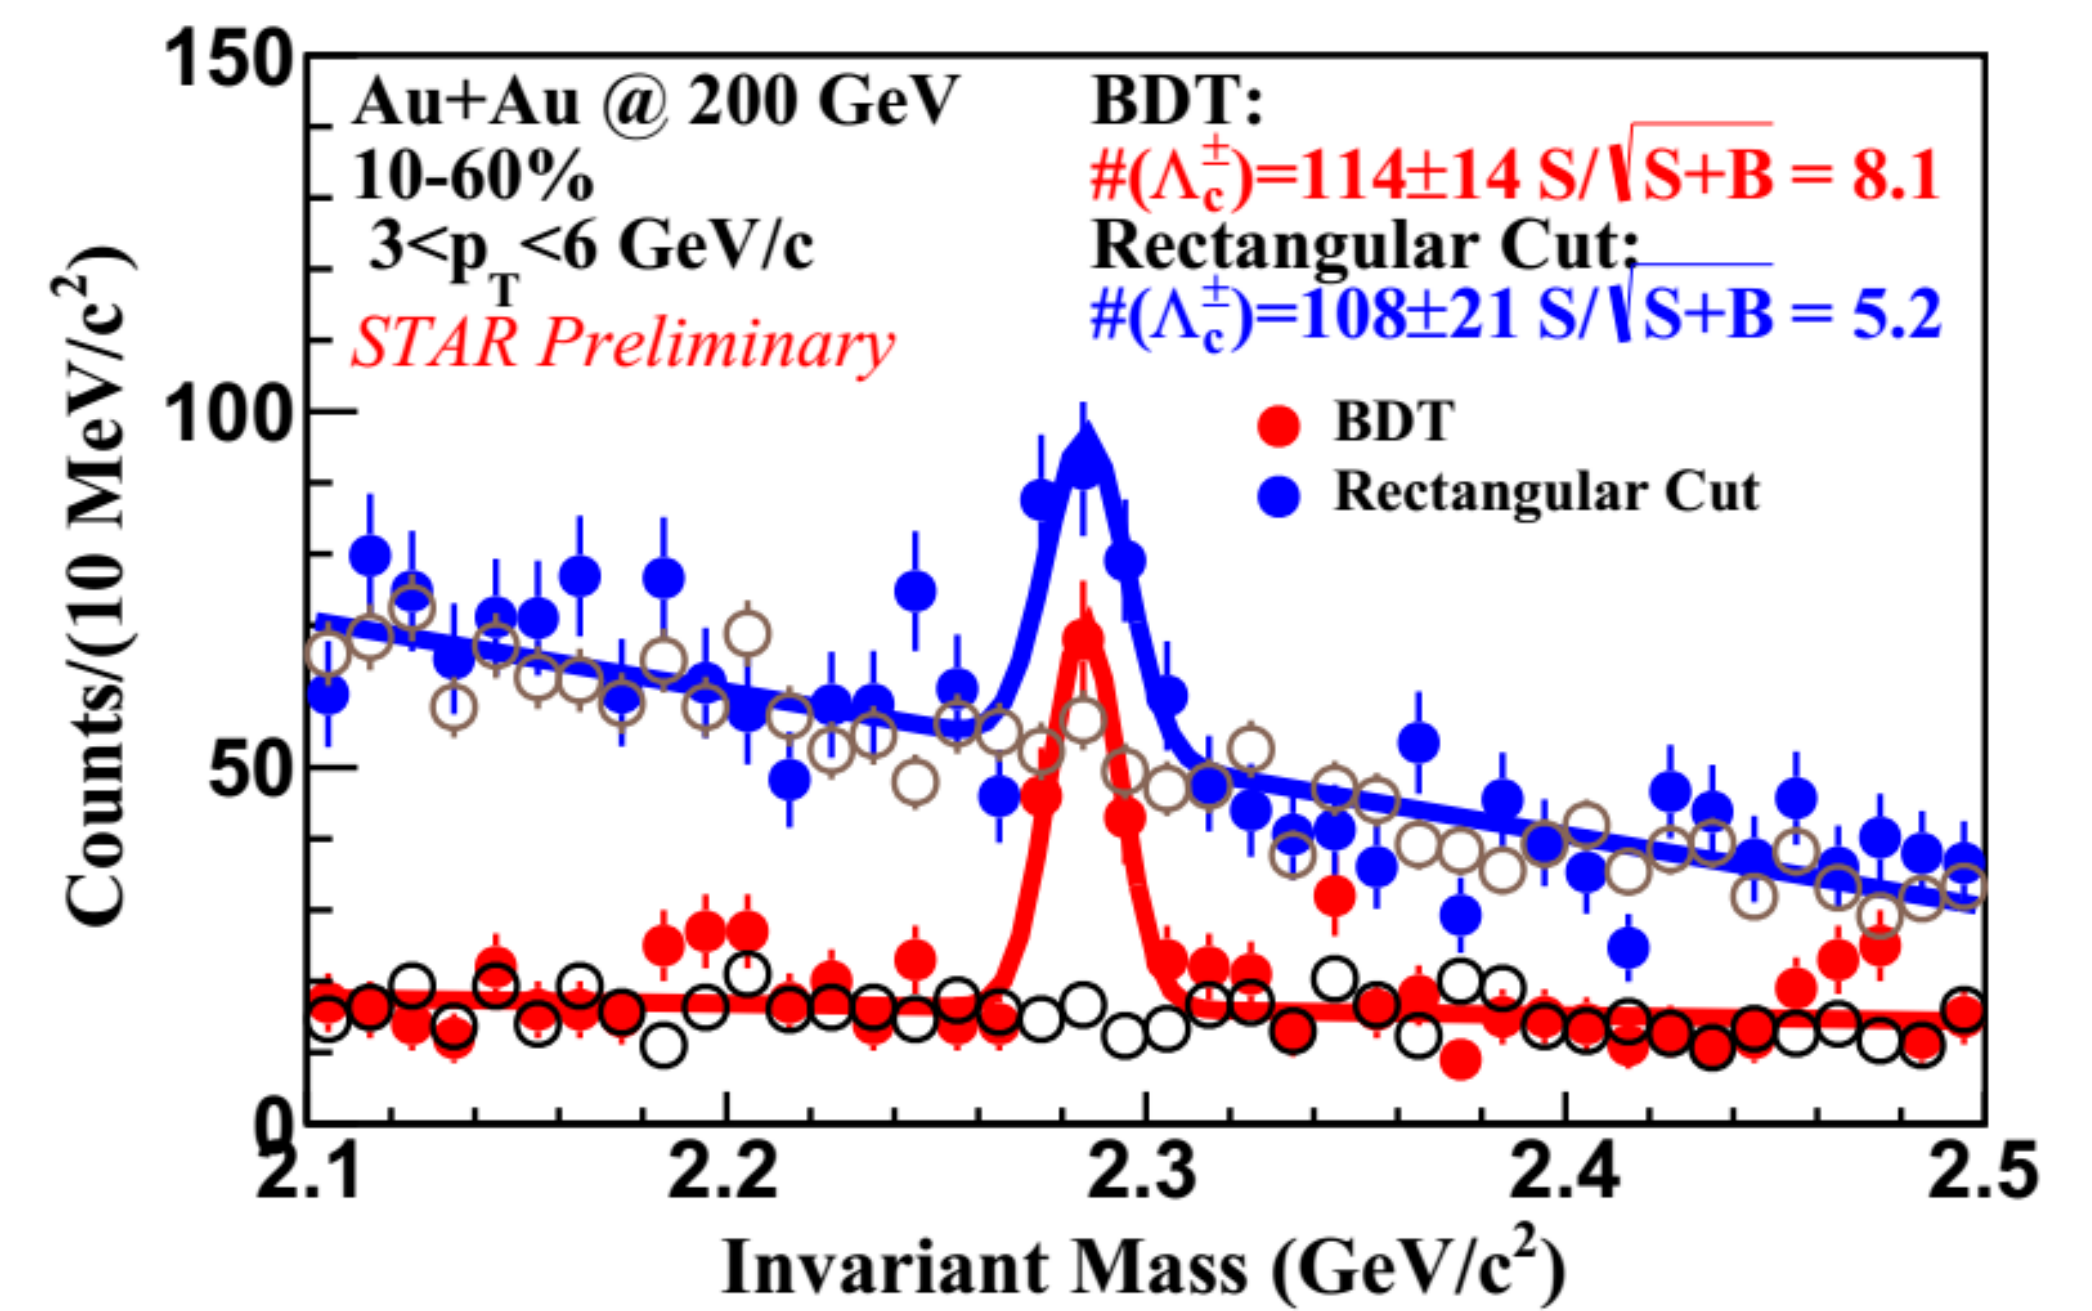 150
100
50
0
Counts/(10 MeV/c²)
Au+Au @ 200 GeV
10-60%
3<p_T<6 GeV/c
STAR Preliminary
BDT:
#(Λ_c^±)=114±14 S/√S+B = 8.1
Rectangular Cut:
#(Λ_c^±)=108±21 S/√S+B = 5.2
BDT
Rectangular Cut
2.1 2.2 2.3 2.4 2.5
Invariant Mass (GeV/c²)